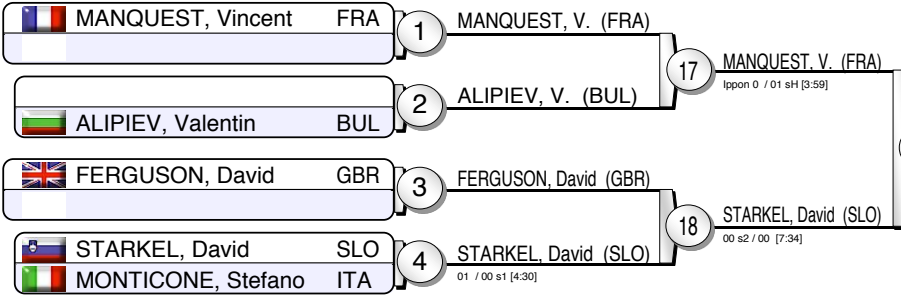 MANQUEST, Vincent FRA
1
MANQUEST, V. (FRA)
ALIPIEV, Valentin BUL
2
ALIPIEV, V. (BUL)
17
MANQUEST, V. (FRA)
Ippon 0 / 01 sH [3:59]
FERGUSON, David GBR
3
FERGUSON, David (GBR)
STARKEL, David SLO
MONTICONE, Stefano ITA
4
STARKEL, David (SLO)
01 / 00 s1 [4:30]
18
STARKEL, David (SLO)
00 s2 / 00 [7:34]